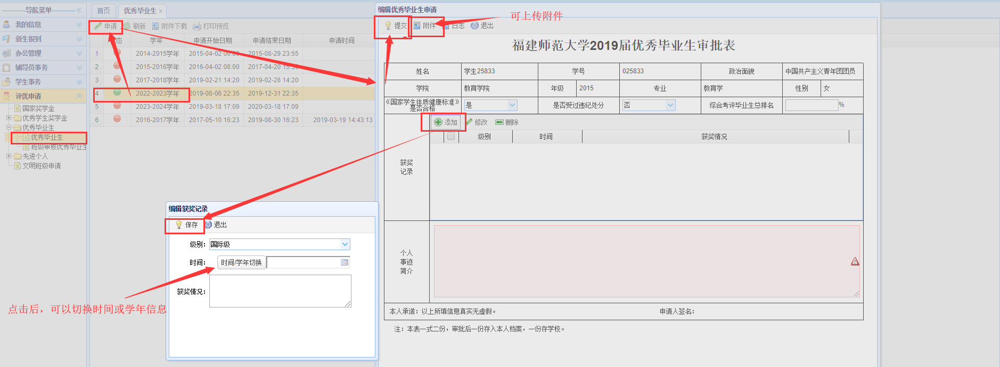 -----------导航菜单-----------
我的信息
新生报到
办公管理
辅导员事务
学生事务
评优申请
国家奖学金
优秀学生奖学金
优秀毕业生
优秀毕业生
班级审核优秀毕业生
先进个人
文明班级申请
首页 优秀毕业生
申请 刷新 附件下载 打印预览
态 学年 申请开始日期 申请结束日期 申请时间
1 2014-2015学年 2015-04-02 00:00 2015-08-29 23:55
2 2015-2016学年 2016-04-02 08:00 2017-04-20 15:30
3 2017-2018学年 2019-02-21 14:20 2019-02-28 14:20
4 2022-2023学年 2019-08-06 22:35 2019-12-31 22:35
5 2023-2024学年 2019-03-18 17:09 2020-03-18 17:09
6 2016-2017学年 2017-05-10 16:23 2019-08-30 16:23 2019-03-19 14:43:13
编辑优秀毕业生申请
可上传附件
提交 附件 日志 退出
福建师范大学2019届优秀毕业生审批表
姓名 学生25833 学号 025833 政治面貌 中国共产主义青年团团员
学院 教育学院 年级 2015 专业 教育学 性别 女
《国家学生体质健康标准》
是否合格 是 是否受过违纪处分 否 综合考评毕业生总排名 %
添加 修改 删除
级别 时间 获奖情况
获奖
记录
个人
事迹
简介
本人承诺：以上所填信息真实无虚假。 申请人签名：
注：本表一式二份，审批后一份存入本人档案，一份存学校。
编辑获奖记录
保存 退出
级别： 国际级
时间： 时间/学年切换
获奖情况：
点击后，可以切换时间或学年信息